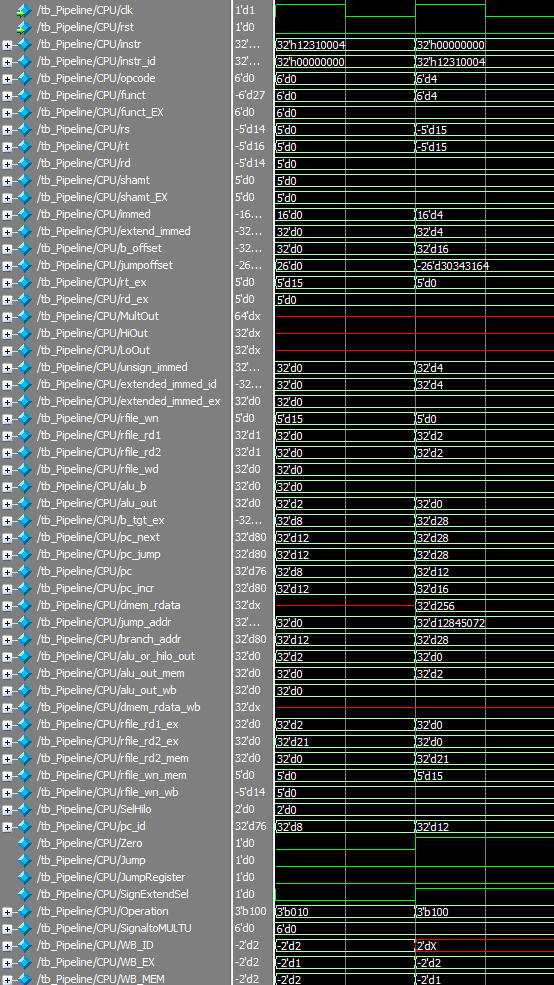 /tb_Pipeline/CPU/clk 1'd1
/tb_Pipeline/CPU/rst 1'd0
/tb_Pipeline/CPU/instr 32'... 32'h12310004 32'h00000000
/tb_Pipeline/CPU/instr_id 32'... 32'h00000000 32'h12310004
/tb_Pipeline/CPU/opcode 6'd0 6'd0 6'd4
/tb_Pipeline/CPU/funct -6'd27 6'd0 6'd4
/tb_Pipeline/CPU/funct_EX 6'd0 6'd0
/tb_Pipeline/CPU/rs -5'd14 5'd0 -5'd15
/tb_Pipeline/CPU/rt -5'd16 5'd0 -5'd15
/tb_Pipeline/CPU/rd -5'd14 5'd0
/tb_Pipeline/CPU/shamt 5'd0 5'd0
/tb_Pipeline/CPU/shamt_EX 5'd0 5'd0
/tb_Pipeline/CPU/immed -16... 16'd0 16'd4
/tb_Pipeline/CPU/extend_immed -32... 32'd0 32'd4
/tb_Pipeline/CPU/b_offset -32... 32'd0 32'd16
/tb_Pipeline/CPU/jumpoffset -26... 26'd0 -26'd30343164
/tb_Pipeline/CPU/rt_ex 5'd0 5'd15 5'd0
/tb_Pipeline/CPU/rd_ex 5'd0 5'd0
/tb_Pipeline/CPU/MultOut 64'dx
/tb_Pipeline/CPU/HiOut 32'dx
/tb_Pipeline/CPU/LoOut 32'dx
/tb_Pipeline/CPU/unsign_immed 32'... 32'd0 32'd4
/tb_Pipeline/CPU/extended_immed_id -32... 32'd0 32'd4
/tb_Pipeline/CPU/extended_immed_ex 32'd0 32'd0
/tb_Pipeline/CPU/rfile_wn 5'd0 5'd15 5'd0
/tb_Pipeline/CPU/rfile_rd1 32'd1 32'd0 32'd2
/tb_Pipeline/CPU/rfile_rd2 32'd1 32'd0 32'd2
/tb_Pipeline/CPU/rfile_wd 32'd0 32'd0
/tb_Pipeline/CPU/alu_b 32'd0 32'd0
/tb_Pipeline/CPU/alu_out 32'd0 32'd2 32'd0
/tb_Pipeline/CPU/b_tgt_ex -32... 32'd8 32'd28
/tb_Pipeline/CPU/pc_next 32'd80 32'd12 32'd28
/tb_Pipeline/CPU/pc_jump 32'd80 32'd12 32'd28
/tb_Pipeline/CPU/pc 32'd76 32'd8 32'd12
/tb_Pipeline/CPU/pc_incr 32'd80 32'd12 32'd16
/tb_Pipeline/CPU/dmem_rdata 32'dx 32'd256
/tb_Pipeline/CPU/jump_addr 32'... 32'd0 32'd12845072
/tb_Pipeline/CPU/branch_addr 32'd80 32'd12 32'd28
/tb_Pipeline/CPU/alu_or_hilo_out 32'd0 32'd2 32'd0
/tb_Pipeline/CPU/alu_out_mem 32'd0 32'd0 32'd2
/tb_Pipeline/CPU/alu_out_wb 32'd0 32'd0
/tb_Pipeline/CPU/dmem_rdata_wb 32'dx
/tb_Pipeline/CPU/rfile_rd1_ex 32'd0 32'd2 32'd0
/tb_Pipeline/CPU/rfile_rd2_ex 32'd0 32'd21 32'd0
/tb_Pipeline/CPU/rfile_rd2_mem 32'd0 32'd0 32'd21
/tb_Pipeline/CPU/rfile_wn_mem 5'd0 5'd0 5'd15
/tb_Pipeline/CPU/rfile_wn_wb -5'd14 5'd0
/tb_Pipeline/CPU/SelHilo 2'd0 2'd0
/tb_Pipeline/CPU/pc_id 32'd76 32'd8 32'd12
/tb_Pipeline/CPU/Zero 1'd0
/tb_Pipeline/CPU/Jump 1'd0
/tb_Pipeline/CPU/JumpRegister 1'd0
/tb_Pipeline/CPU/SignExtendSel 1'd0
/tb_Pipeline/CPU/Operation 3'b100 3'b010 3'b100
/tb_Pipeline/CPU/SignaltoMULTU 6'd0 6'd0
/tb_Pipeline/CPU/WB_ID -2'd2 -2'd2 2'dX
/tb_Pipeline/CPU/WB_EX -2'd2 -2'd1 -2'd2
/tb_Pipeline/CPU/WB_MEM -2'd2 -2'd2 -2'd1